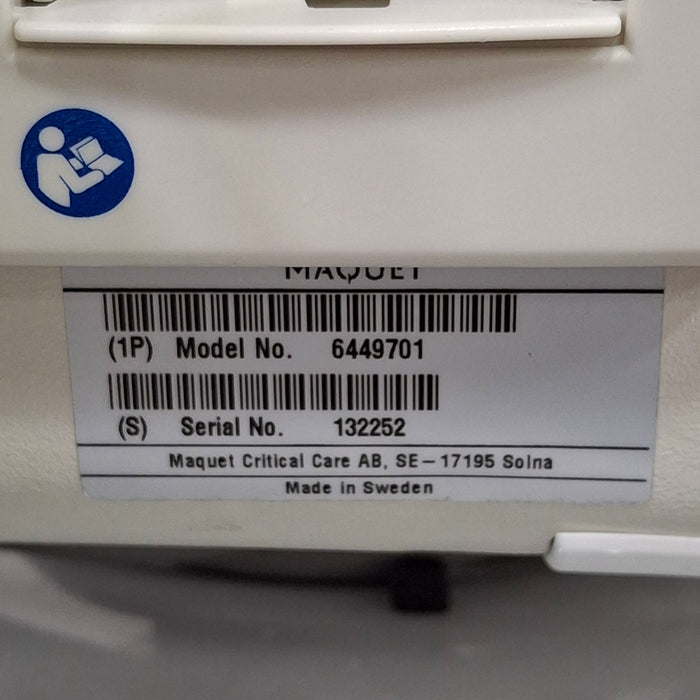 MAQUET
(1P) Model No. 6449701
(S) Serial No. 132252
Maquet Critical Care AB, SE-17195 Solna
Made in Sweden